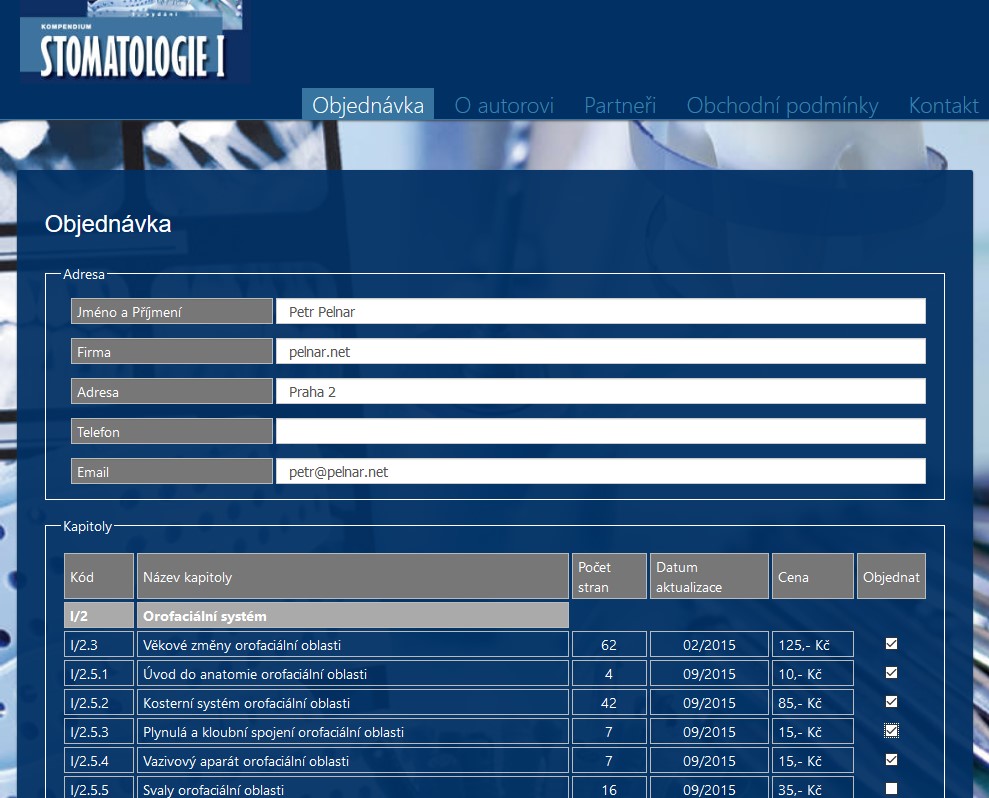 KOMPENDIUM
STOMATOLOGIE I
Objednávka O autorovi Partneři Obchodní podmínky Kontakt
Objednávka
Adresa
Jméno a Příjmení Petr Pelnar
Firma pelnar.net
Adresa Praha 2
Telefon
Email petr@pelnar.net
Kapitoly
Kód Název kapitoly Počet stran Datum aktualizace Cena Objednat
I/2 Orofaciální systém
I/2.3 Věkové změny orofaciální oblasti 62 02/2015 125,- Kč
I/2.5.1 Úvod do anatomie orofaciální oblasti 4 09/2015 10,- Kč
I/2.5.2 Kosterní systém orofaciální oblasti 42 09/2015 85,- Kč
I/2.5.3 Plynulá a kloubní spojení orofaciální oblasti 7 09/2015 15,- Kč
I/2.5.4 Vazivový aparát orofaciální oblasti 7 09/2015 15,- Kč
I/2.5.5 Svaly orofaciální oblasti 16 09/2015 35,- Kč